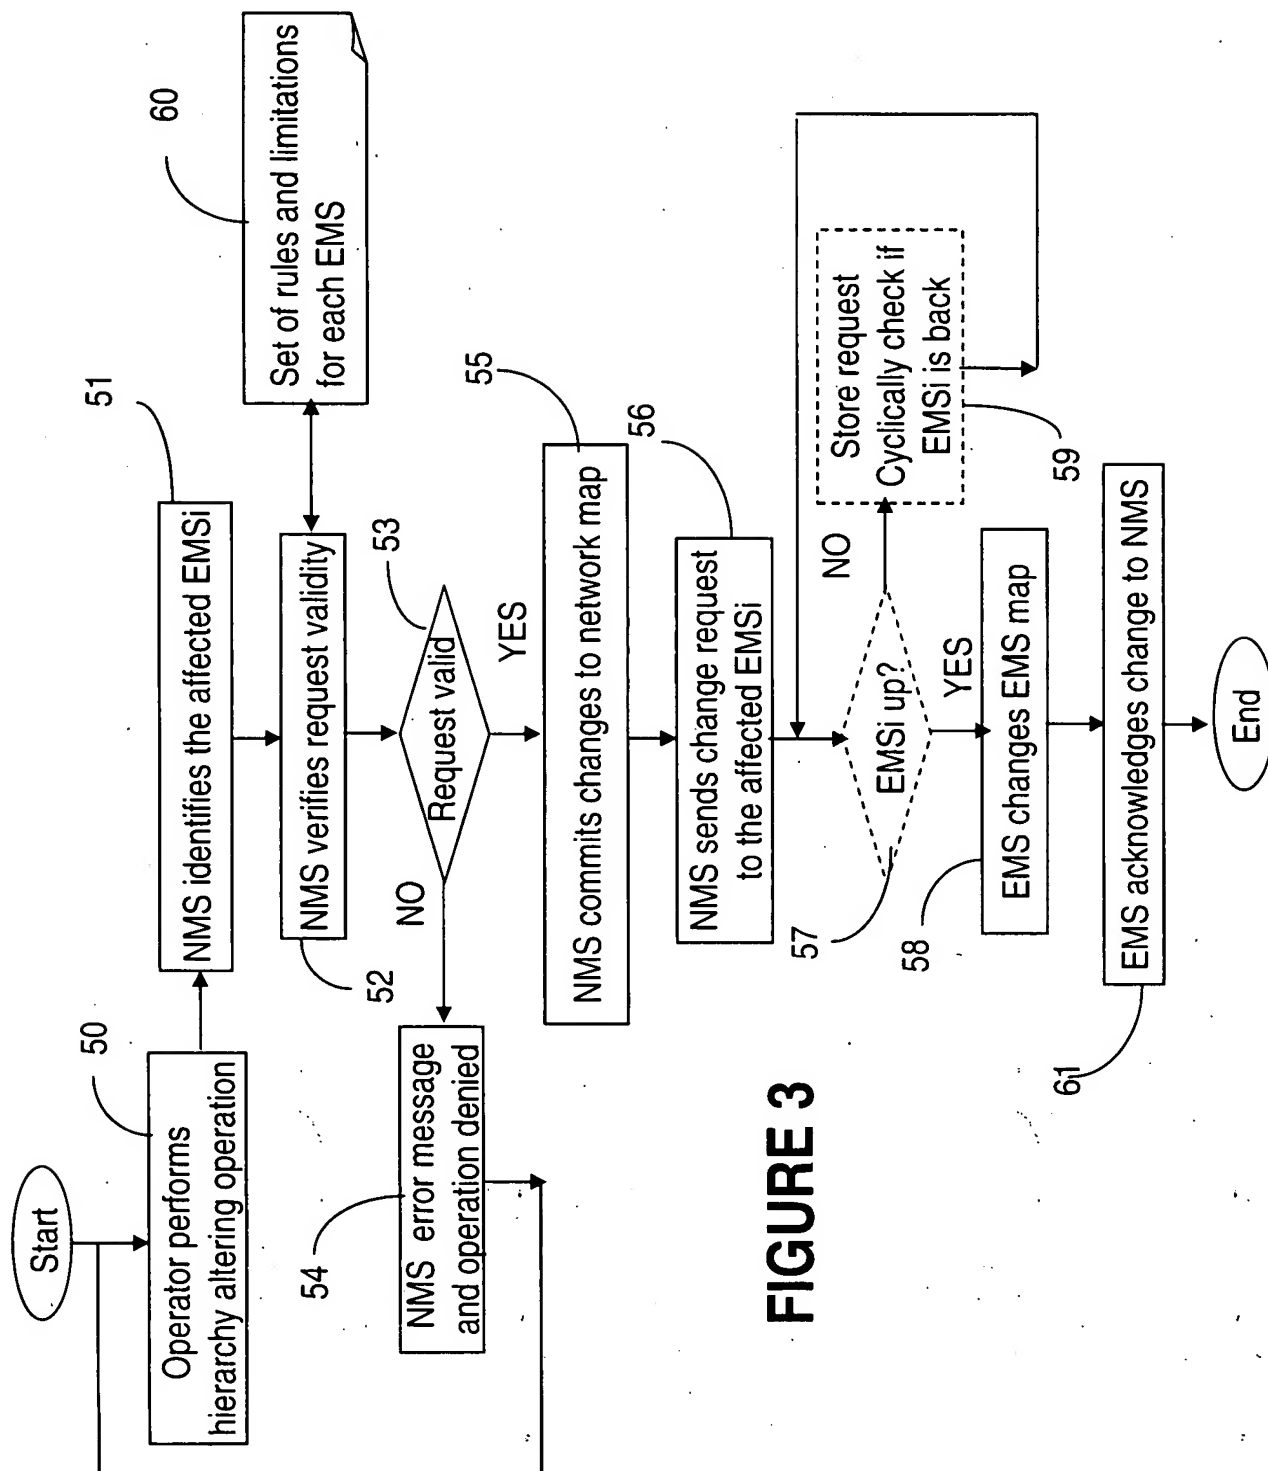 Start
50
Operator performs
hierarchy altering operation
51
NMS identifies the affected EMSi
60
Set of rules and limitations
for each EMS
52
NMS verifies request validity
53
Request valid
NO
YES
54
NMS error message
and operation denied
55
NMS commits changes to network map
56
NMS sends change request
to the affected EMSi
57
EMSi up?
NO
YES
Store request
Cyclically check if
EMSi is back
59
58
EMS changes EMS map
61
EMS acknowledges change to NMS
End
FIGURE 3